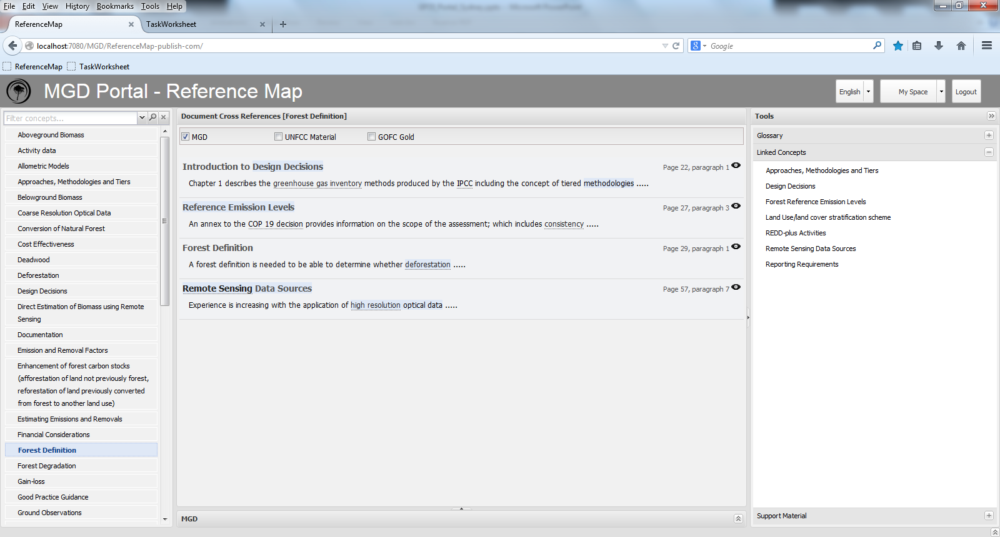 File Edit View History Bookmarks Tools Help
ReferenceMap
TaskWorksheet
localhost:7080/MGD/ReferenceMap-publish-com/
Google
ReferenceMap
TaskWorksheet
MGD Portal - Reference Map
English
My Space
Logout
Filter concepts...
Aboveground Biomass
Activity data
Allometric Models
Approaches, Methodologies and Tiers
Belowground Biomass
Coarse Resolution Optical Data
Conversion of Natural Forest
Cost Effectiveness
Deadwood
Deforestation
Design Decisions
Direct Estimation of Biomass using Remote
Sensing
Documentation
Emission and Removal Factors
Enhancement of forest carbon stocks
(afforestation of land not previously forest,
reforestation of land previously converted
from forest to another land use)
Estimating Emissions and Removals
Financial Considerations
Forest Definition
Forest Degradation
Gain-loss
Good Practice Guidance
Ground Observations
Document Cross References [Forest Definition]
MGD
UNFCC Material
GOFC Gold
Introduction to Design Decisions
Page 22, paragraph 1
Chapter 1 describes the greenhouse gas inventory methods produced by the IPCC including the concept of tiered methodologies .....
Reference Emission Levels
Page 27, paragraph 3
An annex to the COP 19 decision provides information on the scope of the assessment; which includes consistency .....
Forest Definition
Page 29, paragraph 1
A forest definition is needed to be able to determine whether deforestation .....
Remote Sensing Data Sources
Page 57, paragraph 7
Experience is increasing with the application of high resolution optical data .....
MGD
Tools
Glossary
Linked Concepts
Approaches, Methodologies and Tiers
Design Decisions
Forest Reference Emission Levels
Land Use/land cover stratification scheme
REDD-plus Activities
Remote Sensing Data Sources
Reporting Requirements
Support Material